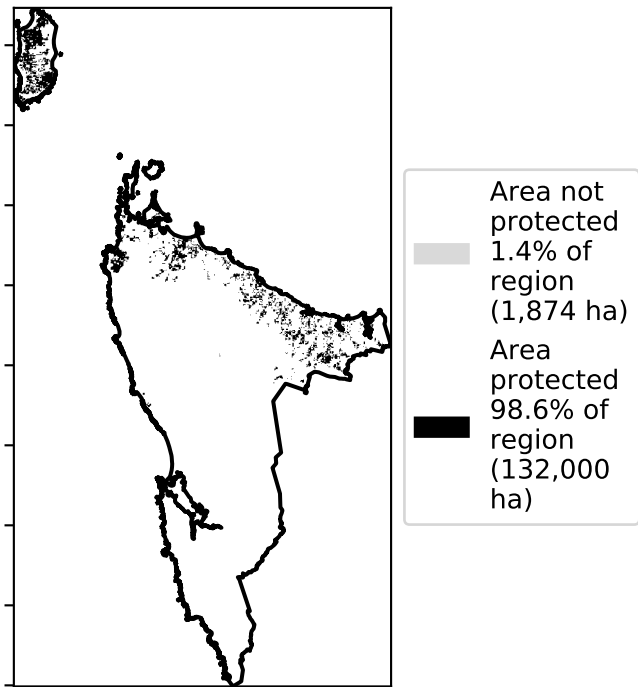 Area not
protected
1.4% of
region
(1,874 ha)
Area
protected
98.6% of
region
(132,000
ha)